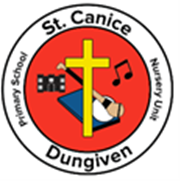 St. Canice
Primary School
Nursery Unit
Dungiven